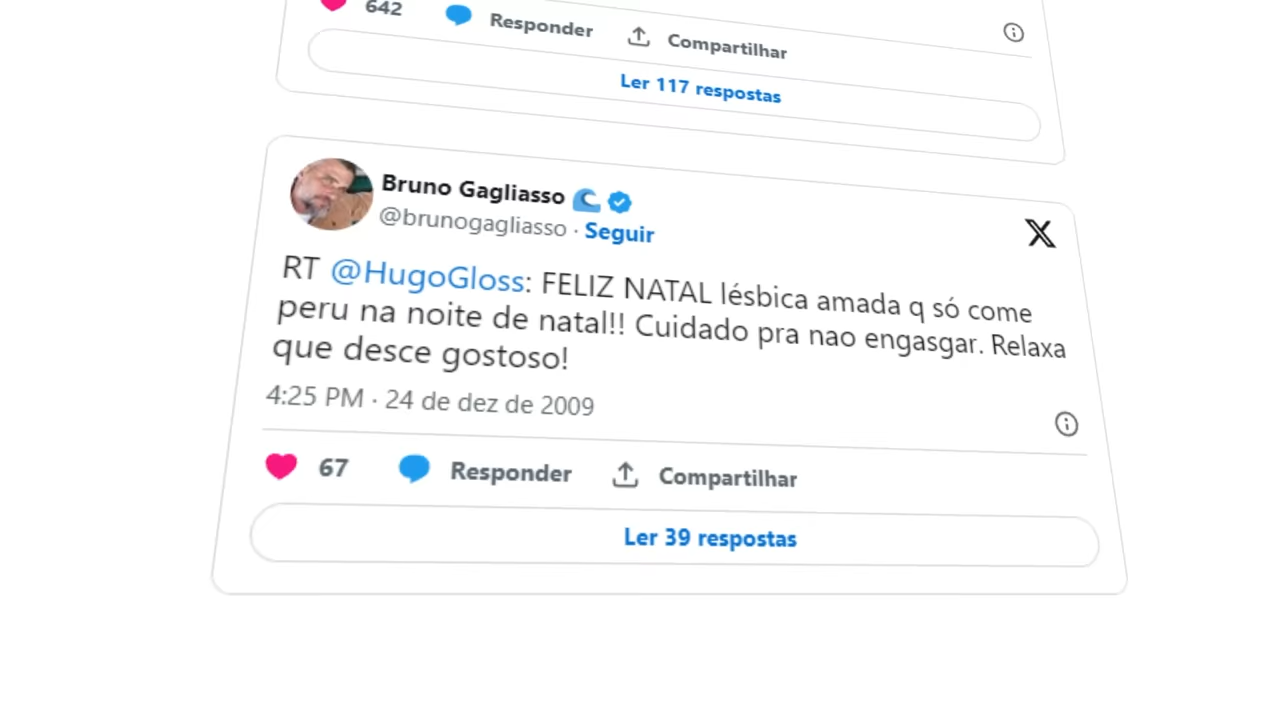 642 Responder Compartilhar
Ler 117 respostas
Bruno Gagliasso
@brunogagliasso · Seguir
RT @HugoGloss: FELIZ NATAL lésbica amada q só come
peru na noite de natal!! Cuidado pra nao engasgar. Relaxa
que desce gostoso!
4:25 PM · 24 de dez de 2009
67 Responder Compartilhar
Ler 39 respostas